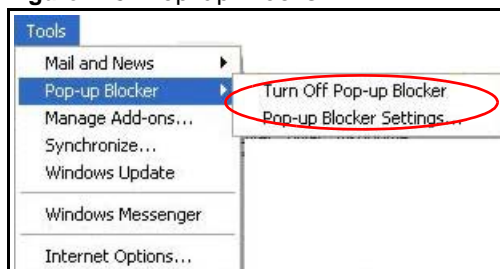 Tools
Mail and News
Pop-up Blocker
Turn Off Pop-up Blocker
Manage Add-ons...
Pop-up Blocker Settings...
Synchronize...
Windows Update
Windows Messenger
Internet Options...